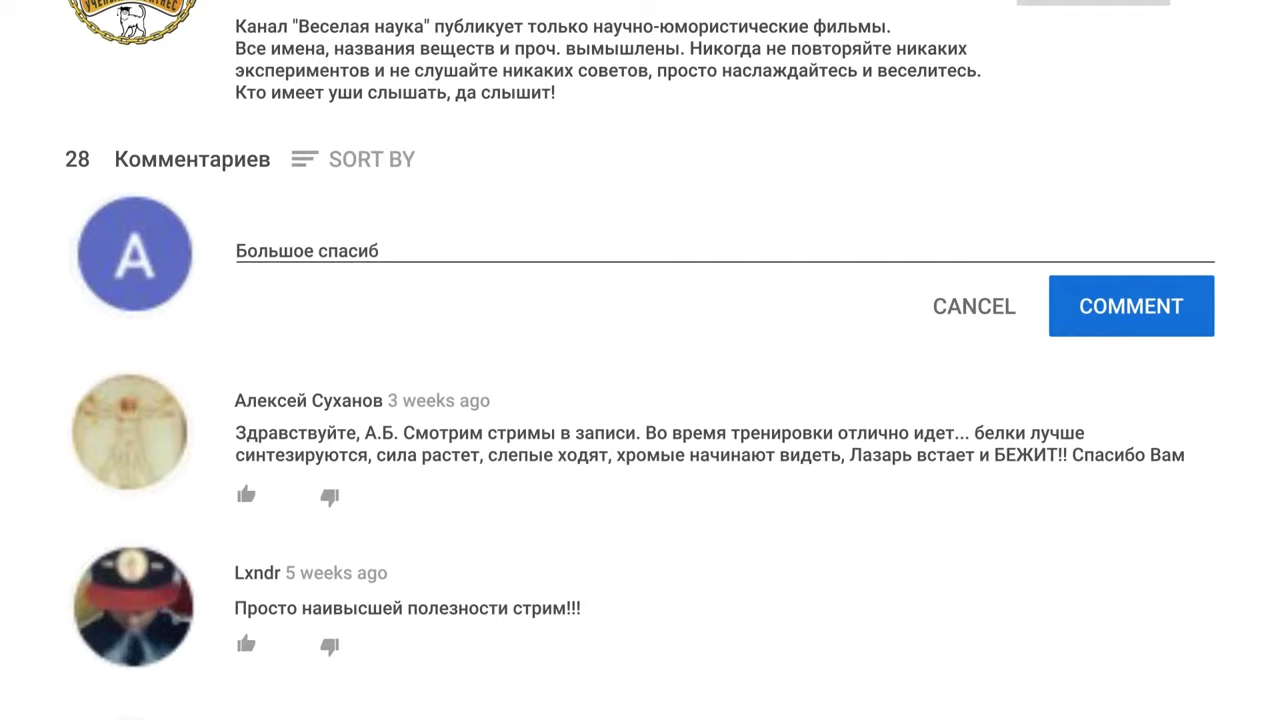 Канал "Веселая наука" публикует только научно-юмористические фильмы.
Все имена, названия веществ и проч. вымышлены. Никогда не повторяйте никаких
экспериментов и не слушайте никаких советов, просто наслаждайтесь и веселитесь.
Кто имеет уши слышать, да слышит!
28 Комментариев SORT BY
A
Большое спасиб
CANCEL COMMENT
Алексей Суханов 3 weeks ago
Здравствуйте, А.Б. Смотрим стримы в записи. Во время тренировки отлично идет... белки лучше
синтезируются, сила растет, слепые ходят, хромые начинают видеть, Лазарь встает и БЕЖИТ!! Спасибо Вам
Lxndr 5 weeks ago
Просто наивысшей полезности стрим!!!